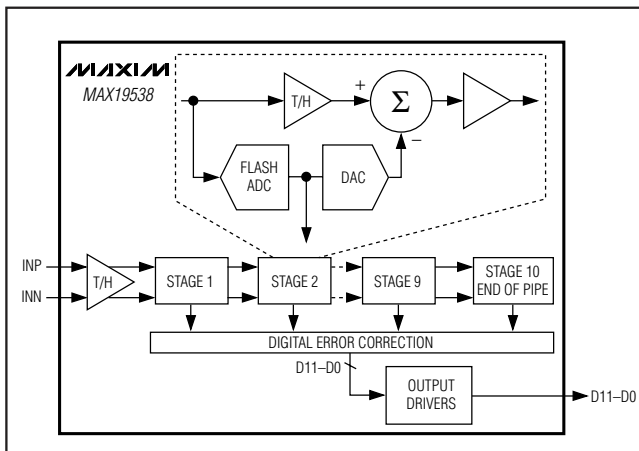 MAXIM
MAX19538
T/H
+
Σ
−
FLASH
ADC
DAC
INP
INN
T/H
STAGE 1
STAGE 2
STAGE 9
STAGE 10
END OF PIPE
DIGITAL ERROR CORRECTION
D11–D0
OUTPUT
DRIVERS
D11–D0